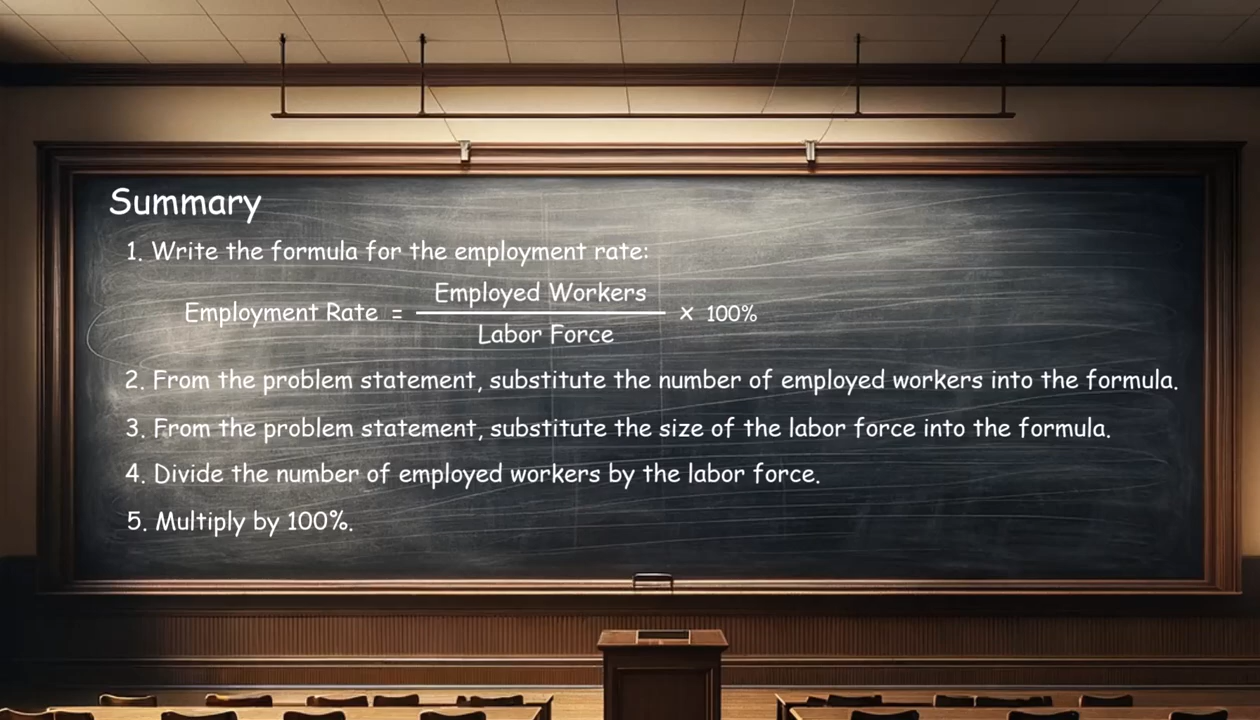 Summary
1. Write the formula for the employment rate:
Employment Rate = Employed Workers / Labor Force × 100%
2. From the problem statement, substitute the number of employed workers into the formula.
3. From the problem statement, substitute the size of the labor force into the formula.
4. Divide the number of employed workers by the labor force.
5. Multiply by 100%.